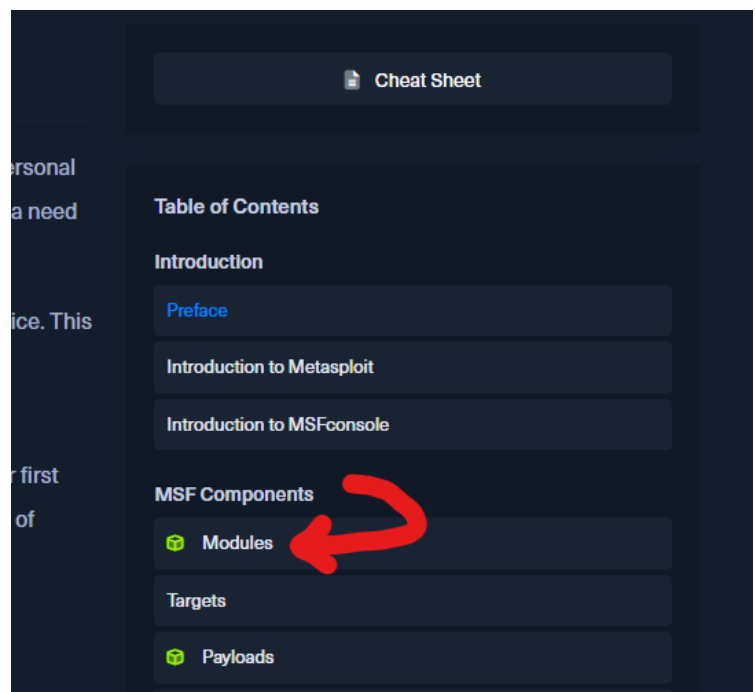 Cheat Sheet
ersonal
a need
Table of Contents
Introduction
Preface
ice. This
Introduction to Metasploit
Introduction to MSFconsole
r first
MSF Components
of
Modules
Targets
Payloads